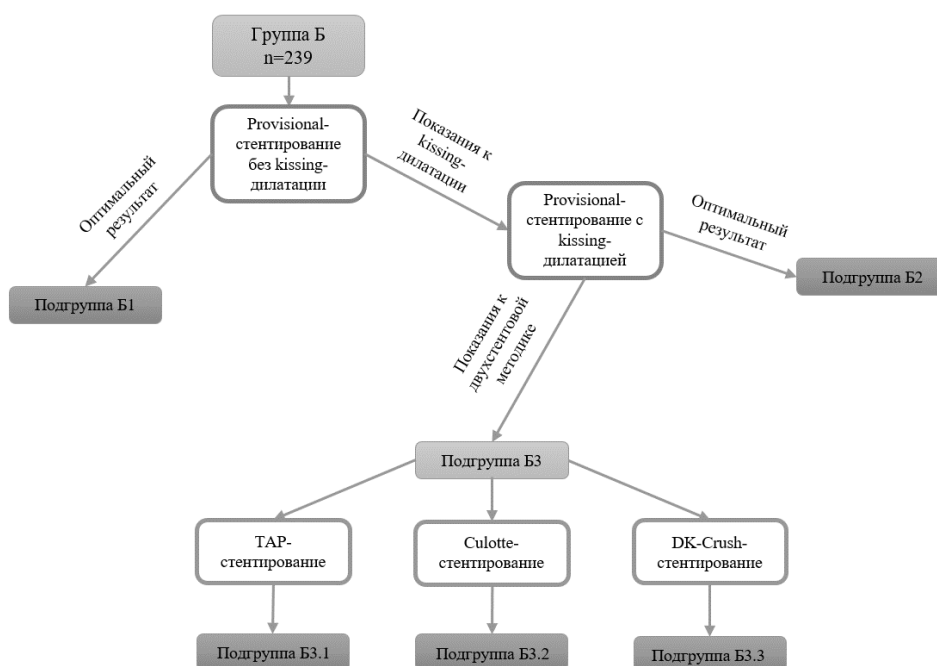 Группа Б
n=239
Provisional-
стентирование
без kissing-
дилатации
Показания к
kissing-
дилатации
Оптимальный
результат
Provisional-
стентирование с
kissing-
дилатацией
Оптимальный
результат
Подгруппа Б1
Подгруппа Б2
Показания к
двухстентовой
методике
Подгруппа Б3
TAP-
стентирование
Culotte-
стентирование
DK-Crush-
стентирование
Подгруппа Б3.1
Подгруппа Б3.2
Подгруппа Б3.3